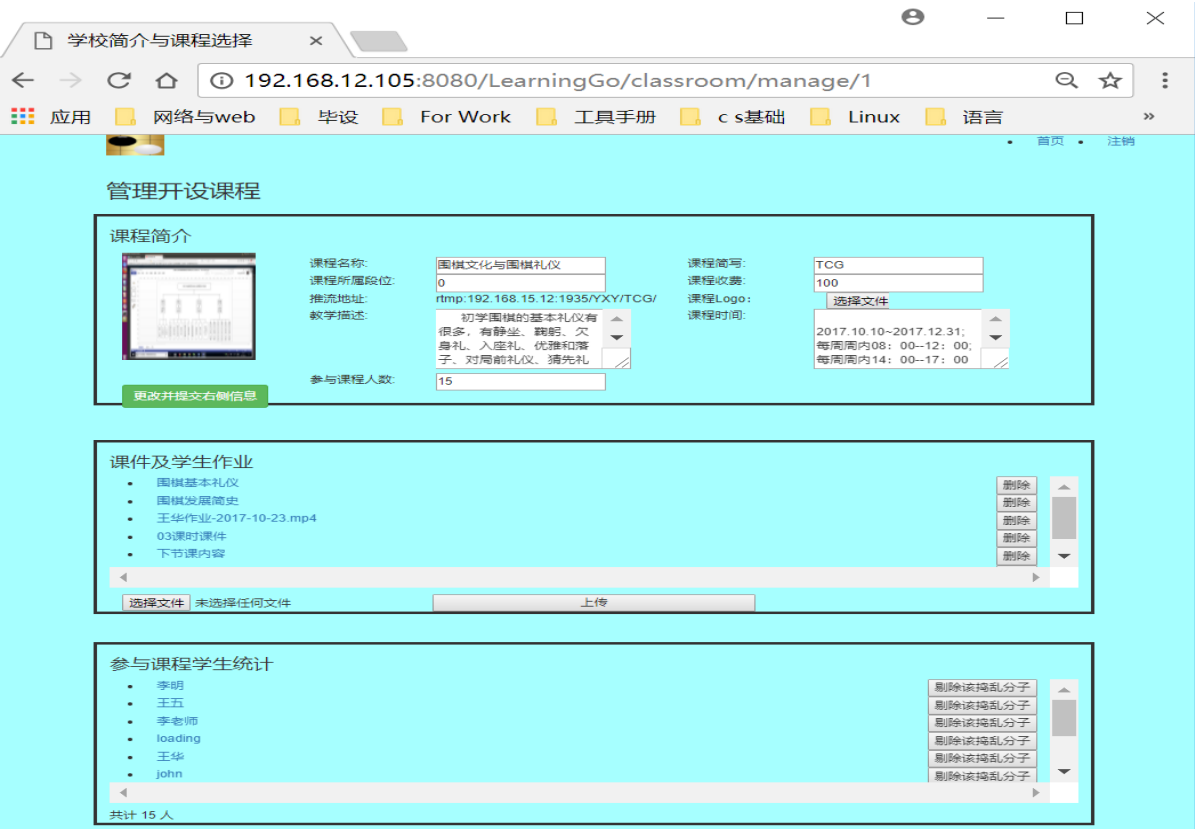 学校简介与课程选择
192.168.12.105:8080/LearningGo/classroom/manage/1
应用 网络与web 毕设 For Work 工具手册 c s基础 Linux 语言 »
• 首页 • 注销
管理开设课程
课程简介
课程名称: 围棋文化与围棋礼仪 课程简写: TCG
课程所属段位: 0 课程收费: 100
推流地址: rtmp:192.168.15.12:1935/YXY/TCG/ 课程Logo: 选择文件
教学描述: 课程时间:
初学围棋的基本礼仪有
很多，有静坐、鞠躬、欠
身礼、入座礼、优雅和落
子、对局前礼仪、猜先礼
2017.10.10~2017.12.31;
每周周内08：00--12：00;
每周周内14：00--17：00
参与课程人数: 15
更改并提交右侧信息
课件及学生作业
• 围棋基本礼仪 删除
• 围棋发展简史 删除
• 王华作业-2017-10-23.mp4 删除
• 03课时课件 删除
• 下节课内容 删除
选择文件 未选择任何文件 上传
参与课程学生统计
• 李明 剔除该捣乱分子
• 王五 剔除该捣乱分子
• 李老师 剔除该捣乱分子
• loading 剔除该捣乱分子
• 王华 剔除该捣乱分子
• john 剔除该捣乱分子
共计 15 人